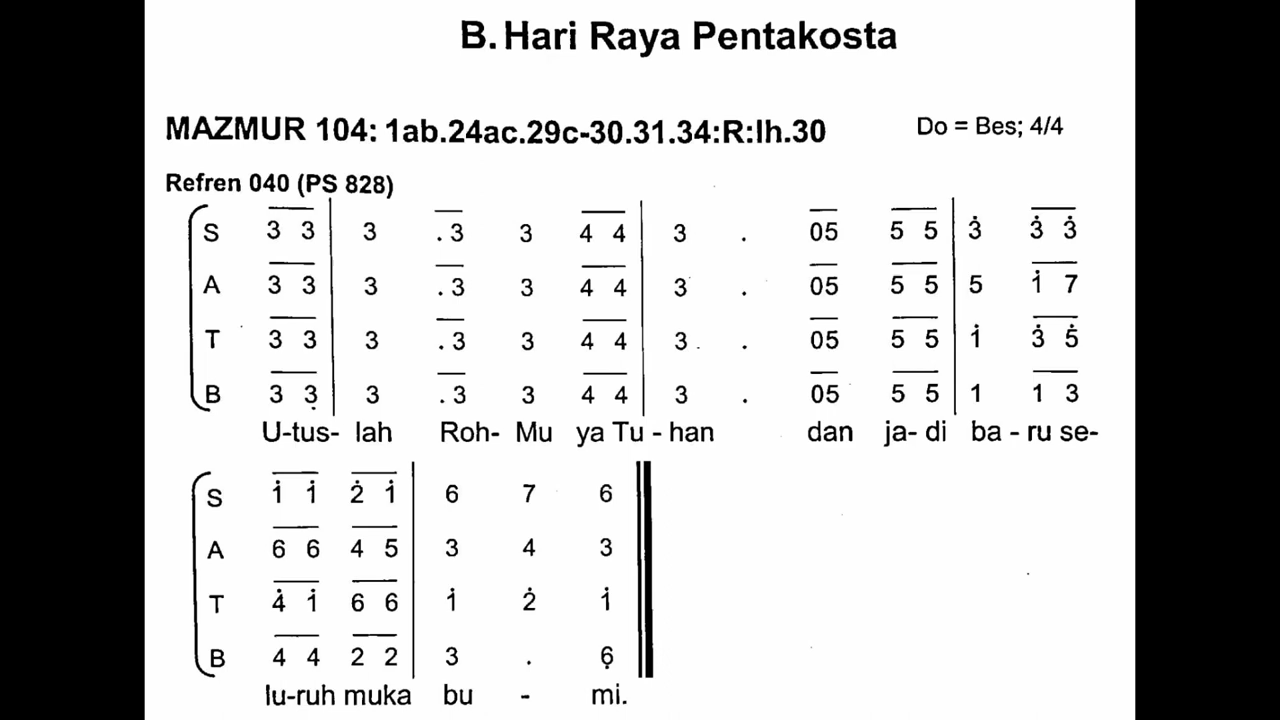 B. Hari Raya Pentakosta
MAZMUR 104: 1ab.24ac.29c-30.31.34:R:lh.30 Do = Bes; 4/4
Refren 040 (PS 828)
S 3 3 | 3 . 3 3 4 4 | 3 . 05 5 5 | 3̇ 3̇ 3̇
A 3 3 | 3 . 3 3 4 4 | 3 . 05 5 5 | 5 1̇ 7
T 3 3 | 3 . 3 3 4 4 | 3 . 05 5 5 | 1̇ 3̇ 5̇
B 3 3̣ | 3 . 3 3 4 4 | 3 . 05 5 5 | 1 1 3
U-tus- lah Roh- Mu ya Tu - han dan ja- di ba - ru se-
S 1̇ 1̇ 2̇ 1̇ | 6 7 6
A 6 6 4 5 | 3 4 3
T 4̇ 1̇ 6 6 | 1̇ 2̇ 1̇
B 4 4 2 2 | 3 . 6̣
lu-ruh muka bu - mi.